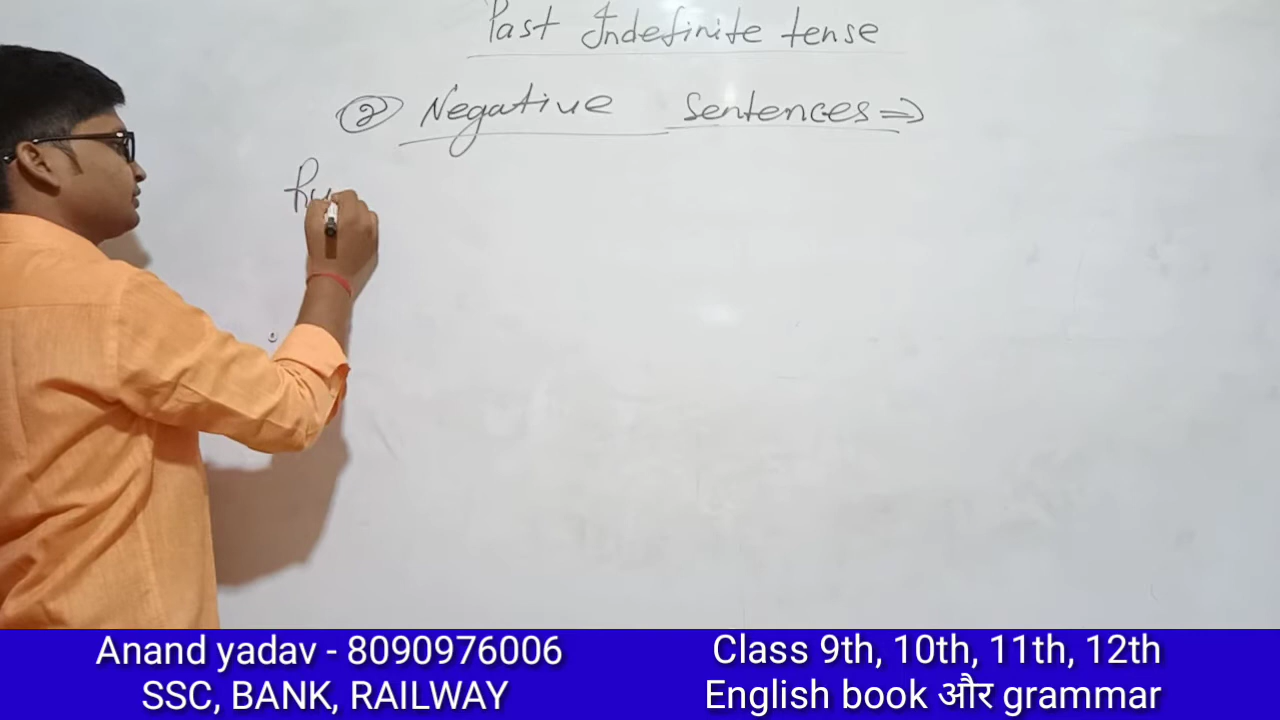 Past Indefinite tense
② Negative Sentences ⇒
Ru
Anand yadav - 8090976006
SSC, BANK, RAILWAY
Class 9th, 10th, 11th, 12th
English book और grammar